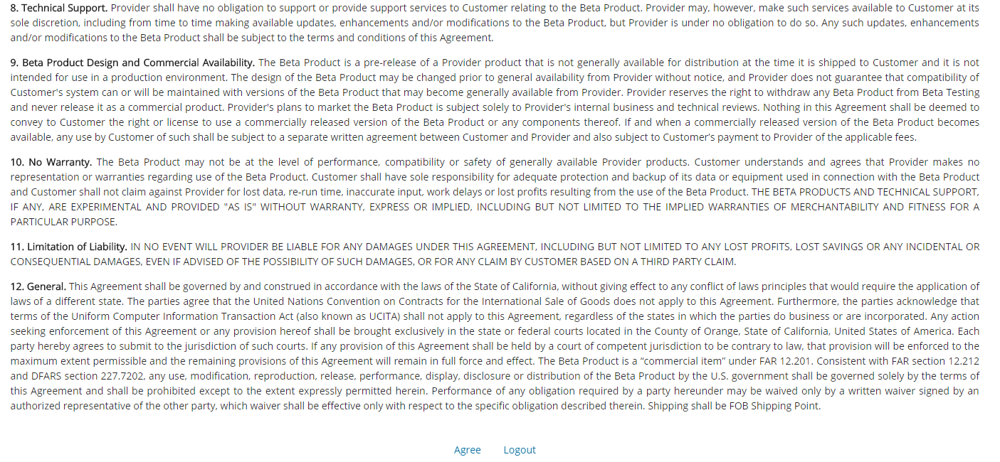 8. Technical Support. Provider shall have no obligation to support or provide support services to Customer relating to the Beta Product. Provider may, however, make such services available to Customer at its
sole discretion, including from time to time making available updates, enhancements and/or modifications to the Beta Product, but Provider is under no obligation to do so. Any such updates, enhancements
and/or modifications to the Beta Product shall be subject to the terms and conditions of this Agreement.
9. Beta Product Design and Commercial Availability. The Beta Product is a pre-release of a Provider product that is not generally available for distribution at the time it is shipped to Customer and it is not
intended for use in a production environment. The design of the Beta Product may be changed prior to general availability from Provider without notice, and Provider does not guarantee that compatibility of
Customer's system can or will be maintained with versions of the Beta Product that may become generally available from Provider. Provider reserves the right to withdraw any Beta Product from Beta Testing
and never release it as a commercial product. Provider's plans to market the Beta Product is subject solely to Provider's internal business and technical reviews. Nothing in this Agreement shall be deemed to
convey to Customer the right or license to use a commercially released version of the Beta Product or any components thereof. If and when a commercially released version of the Beta Product becomes
available, any use by Customer of such shall be subject to a separate written agreement between Customer and Provider and also subject to Customer's payment to Provider of the applicable fees.
10. No Warranty. The Beta Product may not be at the level of performance, compatibility or safety of generally available Provider products. Customer understands and agrees that Provider makes no
representation or warranties regarding use of the Beta Product. Customer shall have sole responsibility for adequate protection and backup of its data or equipment used in connection with the Beta Product
and Customer shall not claim against Provider for lost data, re-run time, inaccurate input, work delays or lost profits resulting from the use of the Beta Product. THE BETA PRODUCTS AND TECHNICAL SUPPORT,
IF ANY, ARE EXPERIMENTAL AND PROVIDED "AS IS" WITHOUT WARRANTY, EXPRESS OR IMPLIED, INCLUDING BUT NOT LIMITED TO THE IMPLIED WARRANTIES OF MERCHANTABILITY AND FITNESS FOR A
PARTICULAR PURPOSE.
11. Limitation of Liability. IN NO EVENT WILL PROVIDER BE LIABLE FOR ANY DAMAGES UNDER THIS AGREEMENT, INCLUDING BUT NOT LIMITED TO ANY LOST PROFITS, LOST SAVINGS OR ANY INCIDENTAL OR
CONSEQUENTIAL DAMAGES, EVEN IF ADVISED OF THE POSSIBILITY OF SUCH DAMAGES, OR FOR ANY CLAIM BY CUSTOMER BASED ON A THIRD PARTY CLAIM.
12. General. This Agreement shall be governed by and construed in accordance with the laws of the State of California, without giving effect to any conflict of laws principles that would require the application of
laws of a different state. The parties agree that the United Nations Convention on Contracts for the International Sale of Goods does not apply to this Agreement. Furthermore, the parties acknowledge that
terms of the Uniform Computer Information Transaction Act (also known as UCITA) shall not apply to this Agreement, regardless of the states in which the parties do business or are incorporated. Any action
seeking enforcement of this Agreement or any provision hereof shall be brought exclusively in the state or federal courts located in the County of Orange, State of California, United States of America. Each
party hereby agrees to submit to the jurisdiction of such courts. If any provision of this Agreement shall be held by a court of competent jurisdiction to be contrary to law, that provision will be enforced to the
maximum extent permissible and the remaining provisions of this Agreement will remain in full force and effect. The Beta Product is a “commercial item” under FAR 12.201. Consistent with FAR section 12.212
and DFARS section 227.7202, any use, modification, reproduction, release, performance, display, disclosure or distribution of the Beta Product by the U.S. government shall be governed solely by the terms of
this Agreement and shall be prohibited except to the extent expressly permitted herein. Performance of any obligation required by a party hereunder may be waived only by a written waiver signed by an
authorized representative of the other party, which waiver shall be effective only with respect to the specific obligation described therein. Shipping shall be FOB Shipping Point.
Agree Logout